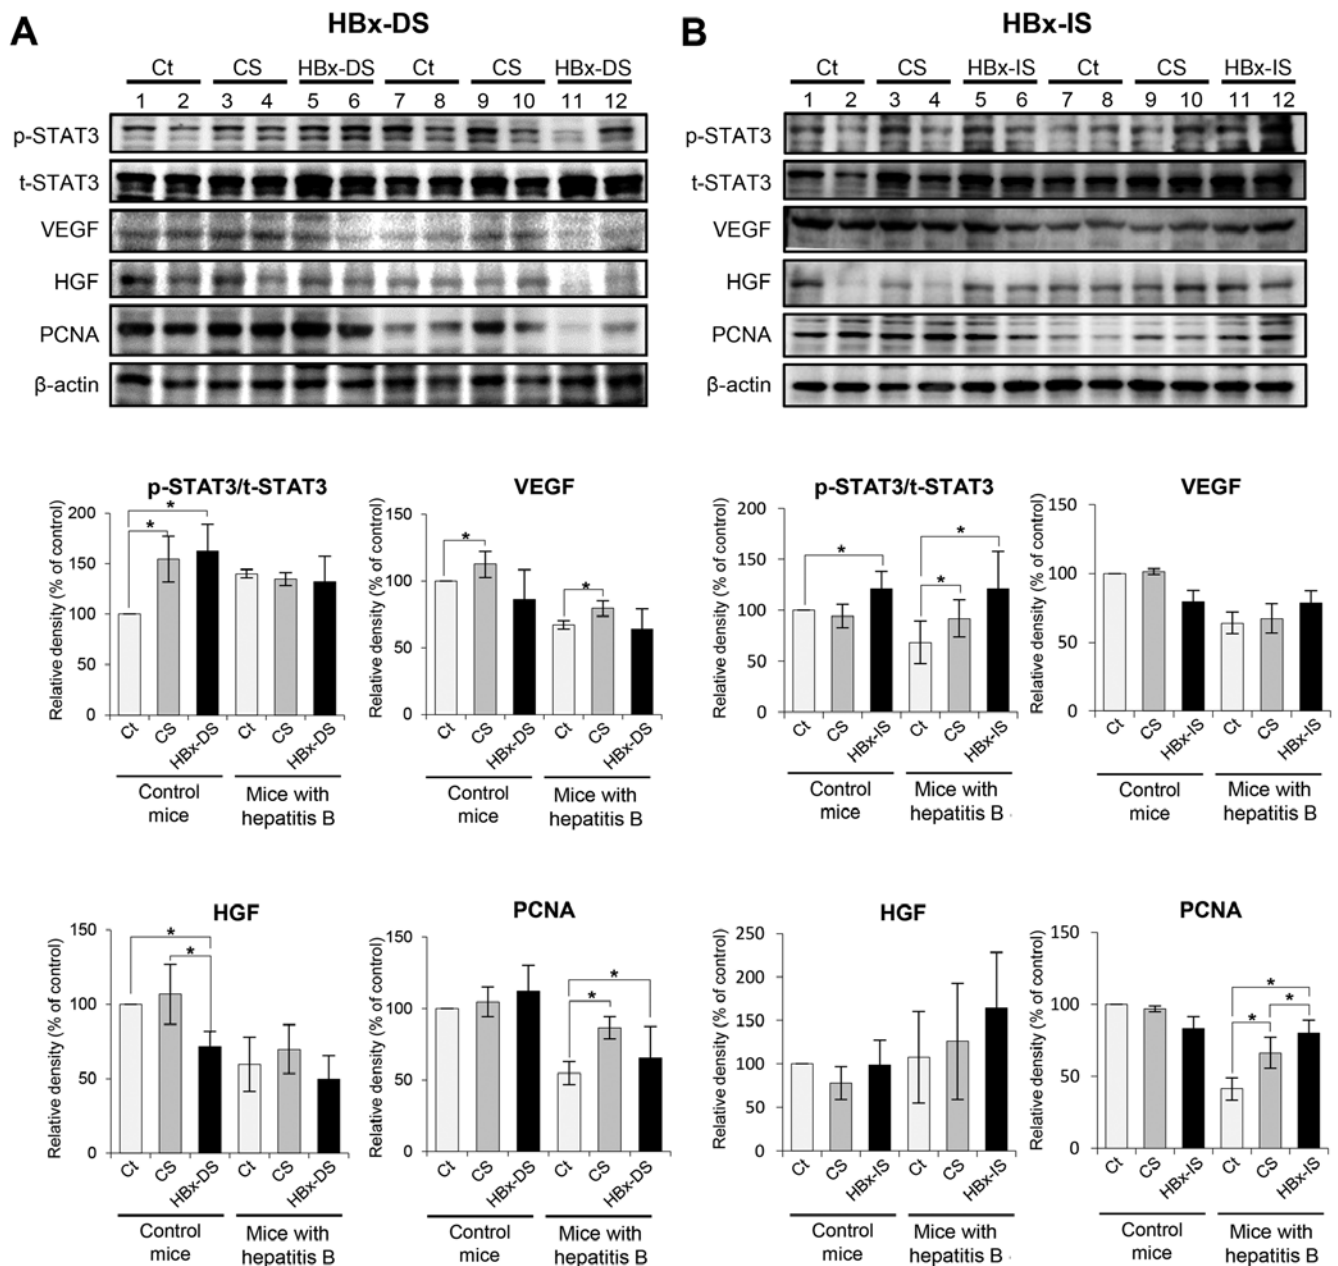 A
HBx-DS
Ct CS HBx-DS Ct CS HBx-DS
1 2 3 4 5 6 7 8 9 10 11 12
p-STAT3
t-STAT3
VEGF
HGF
PCNA
β-actin
p-STAT3/t-STAT3
Relative density (% of control)
200
150
100
50
0
* *
Ct CS HBx-DS Ct CS HBx-DS
Control mice
Mice with hepatitis B
VEGF
Relative density (% of control)
150
100
50
0
* *
Ct CS HBx-DS Ct CS HBx-DS
Control mice
Mice with hepatitis B
HGF
Relative density (% of control)
150
100
50
0
* *
Ct CS HBx-DS Ct CS HBx-DS
Control mice
Mice with hepatitis B
PCNA
Relative density (% of control)
150
100
50
0
* *
Ct CS HBx-DS Ct CS HBx-DS
Control mice
Mice with hepatitis B
B
HBx-IS
Ct CS HBx-IS Ct CS HBx-IS
1 2 3 4 5 6 7 8 9 10 11 12
p-STAT3
t-STAT3
VEGF
HGF
PCNA
β-actin
p-STAT3/t-STAT3
Relative density (% of control)
200
150
100
50
0
* * *
Ct CS HBx-IS Ct CS HBx-IS
Control mice
Mice with hepatitis B
VEGF
Relative density (% of control)
150
100
50
0
Ct CS HBx-IS Ct CS HBx-IS
Control mice
Mice with hepatitis B
HGF
Relative density (% of control)
250
200
150
100
50
0
Ct CS HBx-IS Ct CS HBx-IS
Control mice
Mice with hepatitis B
PCNA
Relative density (% of control)
150
100
50
0
* * *
Ct CS HBx-IS Ct CS HBx-IS
Control mice
Mice with hepatitis B